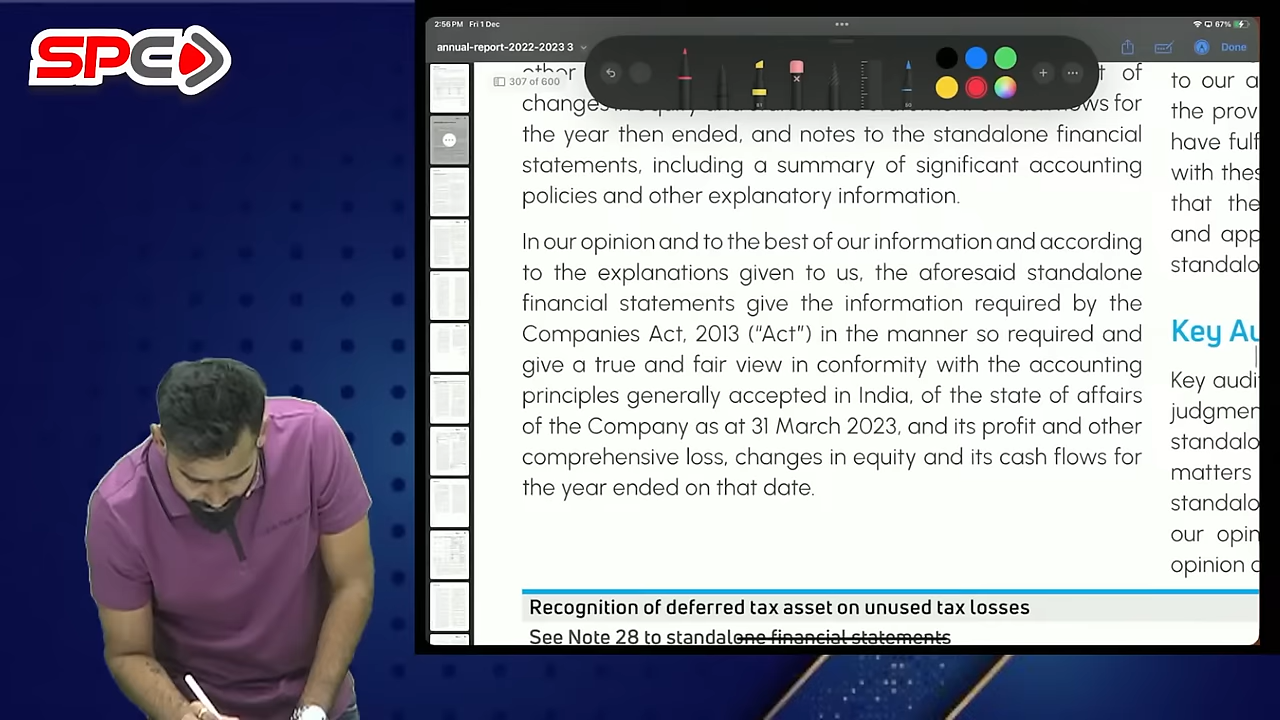 SPC
2:56 PM Fri 1 Dec
67%
annual-report-2022-2023 3
Done
307 of 600
other
of
changes
ws for
the year then ended, and notes to the standalone financial
statements, including a summary of significant accounting
policies and other explanatory information.
In our opinion and to the best of our information and according
to the explanations given to us, the aforesaid standalone
financial statements give the information required by the
Companies Act, 2013 (“Act”) in the manner so required and
give a true and fair view in conformity with the accounting
principles generally accepted in India, of the state of affairs
of the Company as at 31 March 2023, and its profit and other
comprehensive loss, changes in equity and its cash flows for
the year ended on that date.
Recognition of deferred tax asset on unused tax losses
See Note 28 to standalone financial statements
to our a
the prov
have fulf
with thes
that the
and app
standalo
Key Au
Key audi
judgmen
standalo
matters
standalo
our opin
opinion o